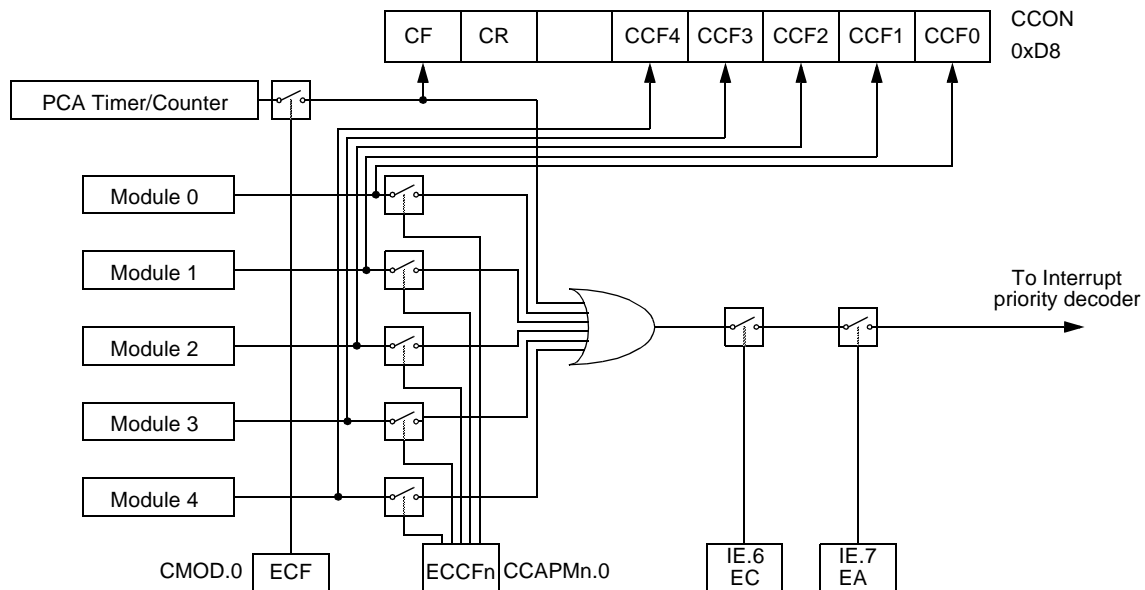 CF CR CCF4 CCF3 CCF2 CCF1 CCF0
CCON
0xD8
PCA Timer/Counter
Module 0
Module 1
Module 2
Module 3
Module 4
To Interrupt
priority decoder
CMOD.0 ECF
ECCFn CCAPMn.0
IE.6
EC
IE.7
EA